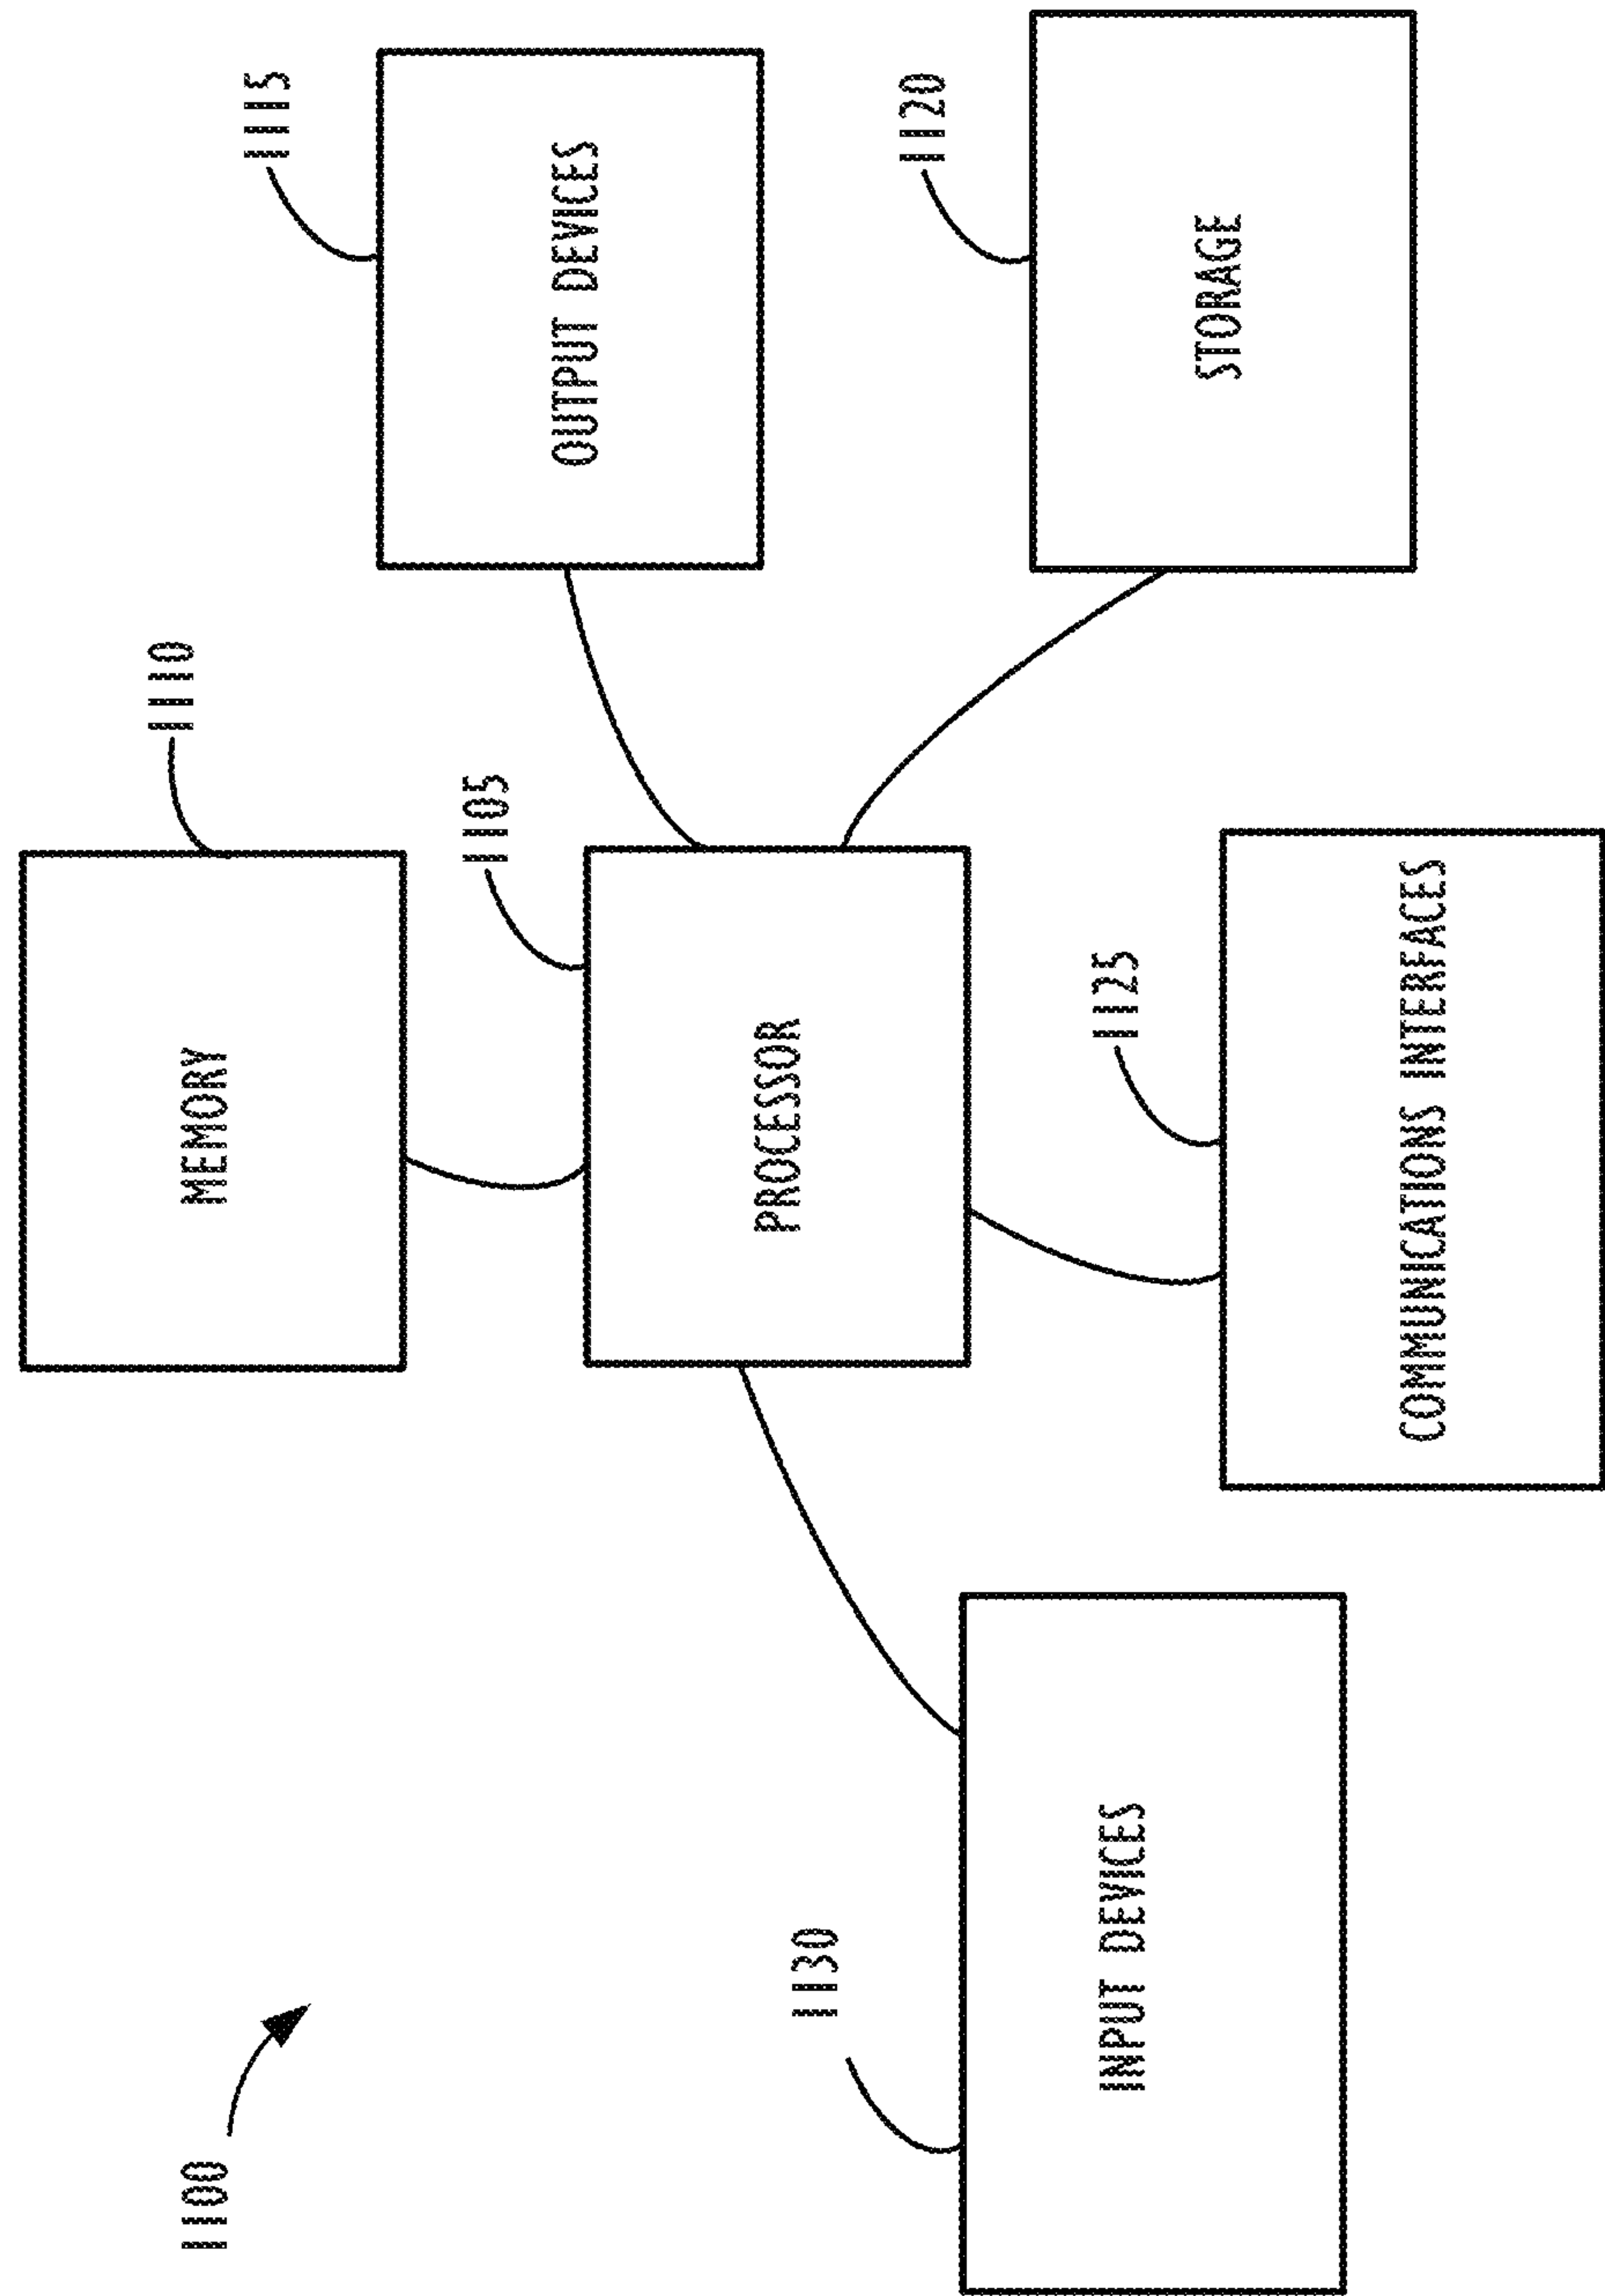 1100
1110
MEMORY
1115
OUTPUT DEVICES
1105
PROCESSOR
1130
INPUT DEVICES
1120
STORAGE
1125
COMMUNICATIONS INTERFACES